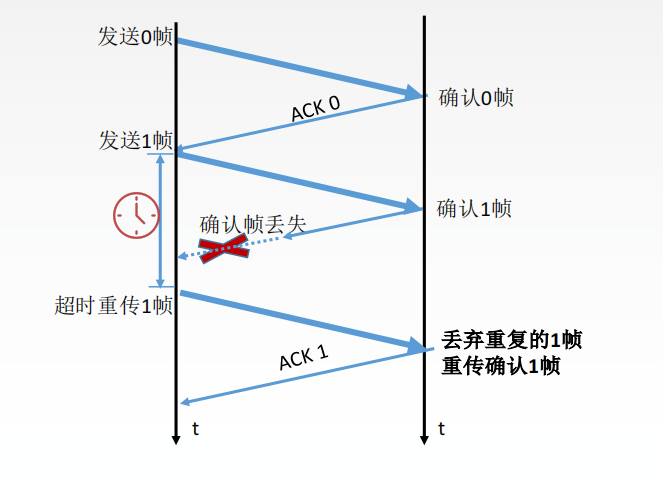 发送0帧
ACK 0
确认0帧
发送1帧
确认帧丢失
确认1帧
超时重传1帧
ACK 1
丢弃重复的1帧
重传确认1帧
t
t